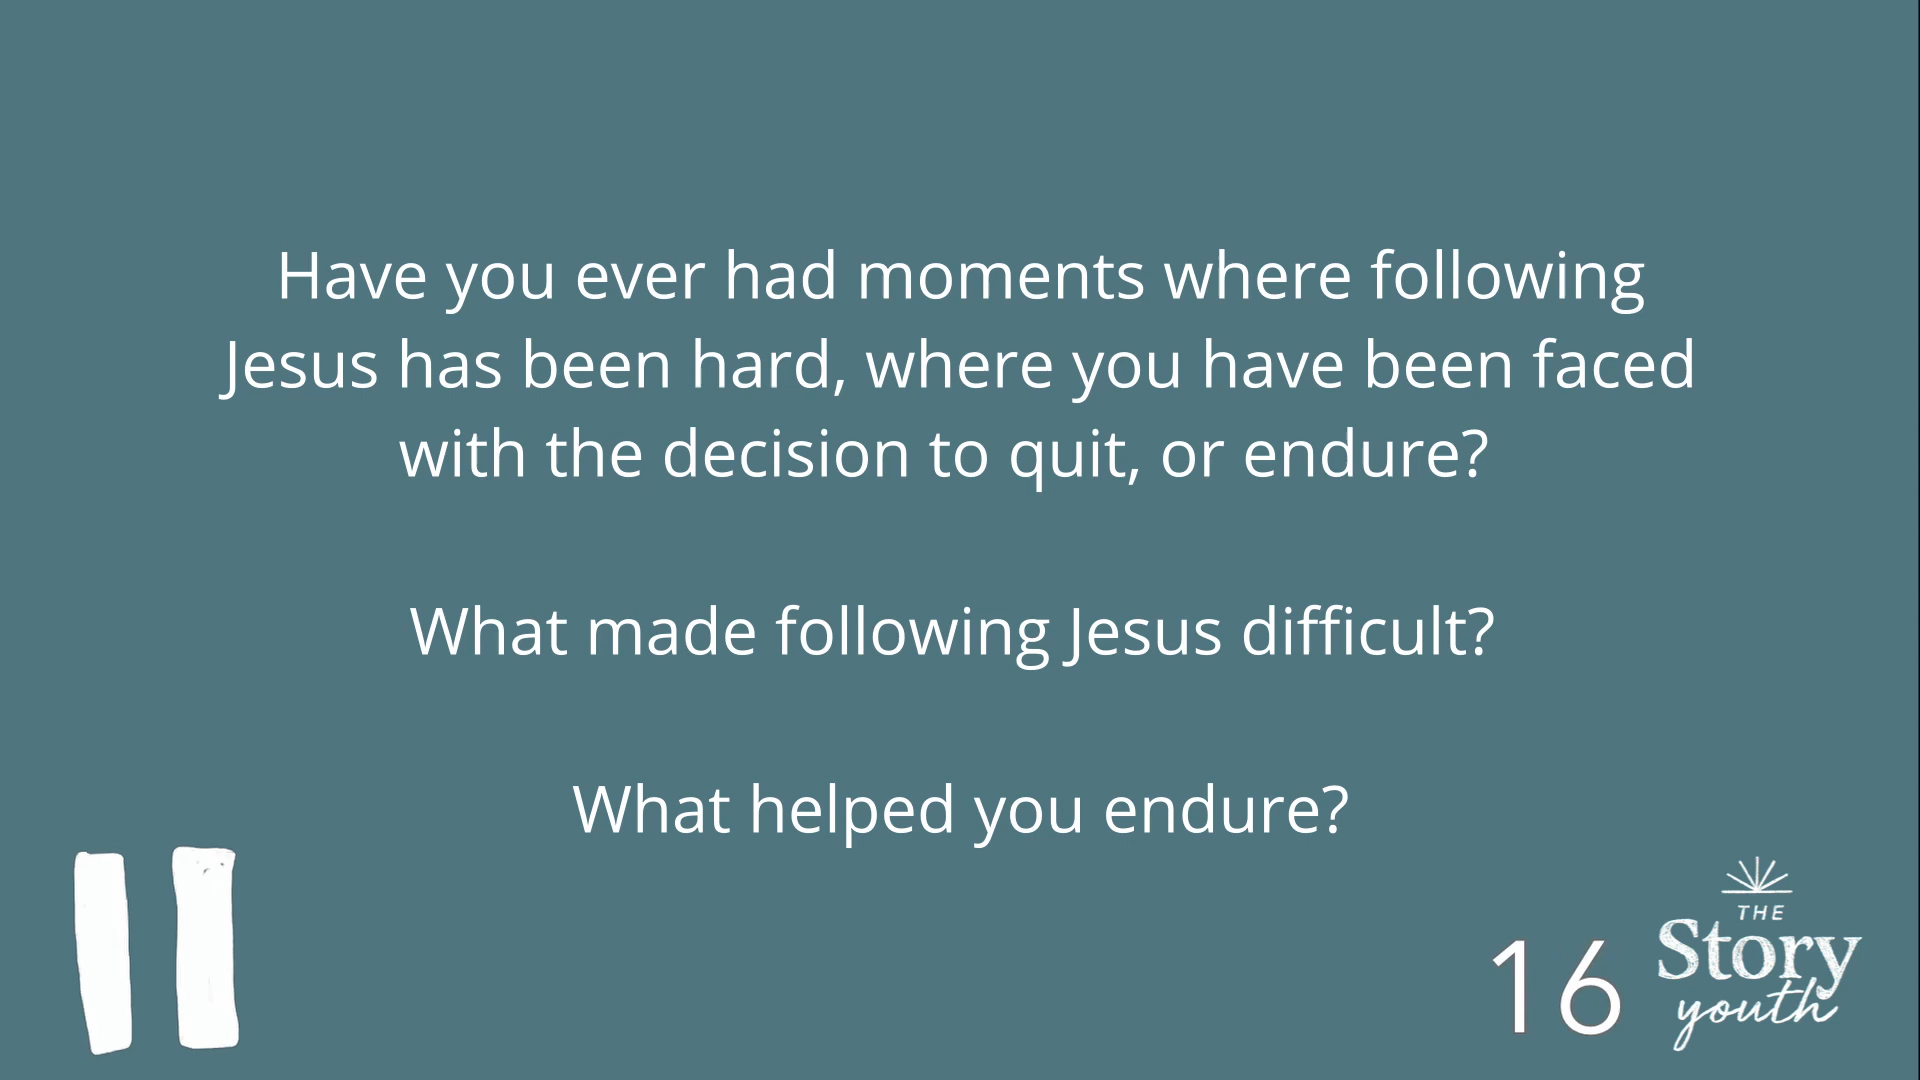 Have you ever had moments where following
Jesus has been hard, where you have been faced
with the decision to quit, or endure?
What made following Jesus difficult?
What helped you endure?
16
THE
Story
youth